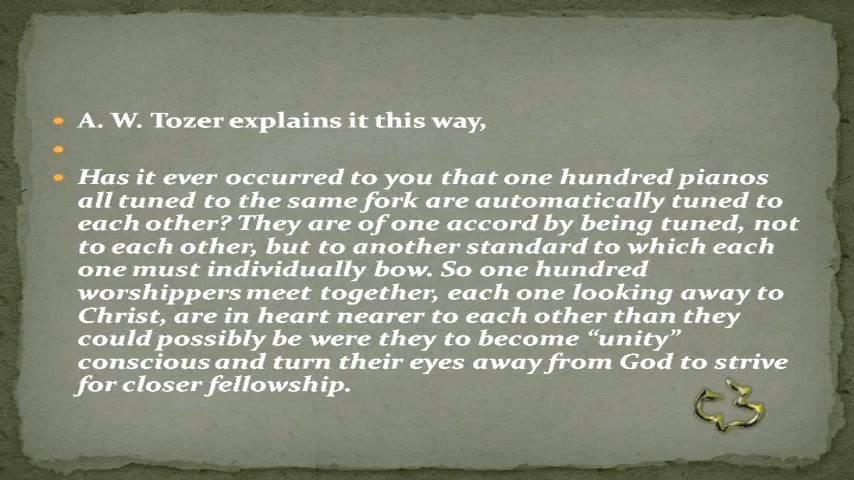 A. W. Tozer explains it this way,
Has it ever occurred to you that one hundred pianos
all tuned to the same fork are automatically tuned to
each other? They are of one accord by being tuned, not
to each other, but to another standard to which each
one must individually bow. So one hundred
worshippers meet together, each one looking away to
Christ, are in heart nearer to each other than they
could possibly be were they to become “unity”
conscious and turn their eyes away from God to strive
for closer fellowship.